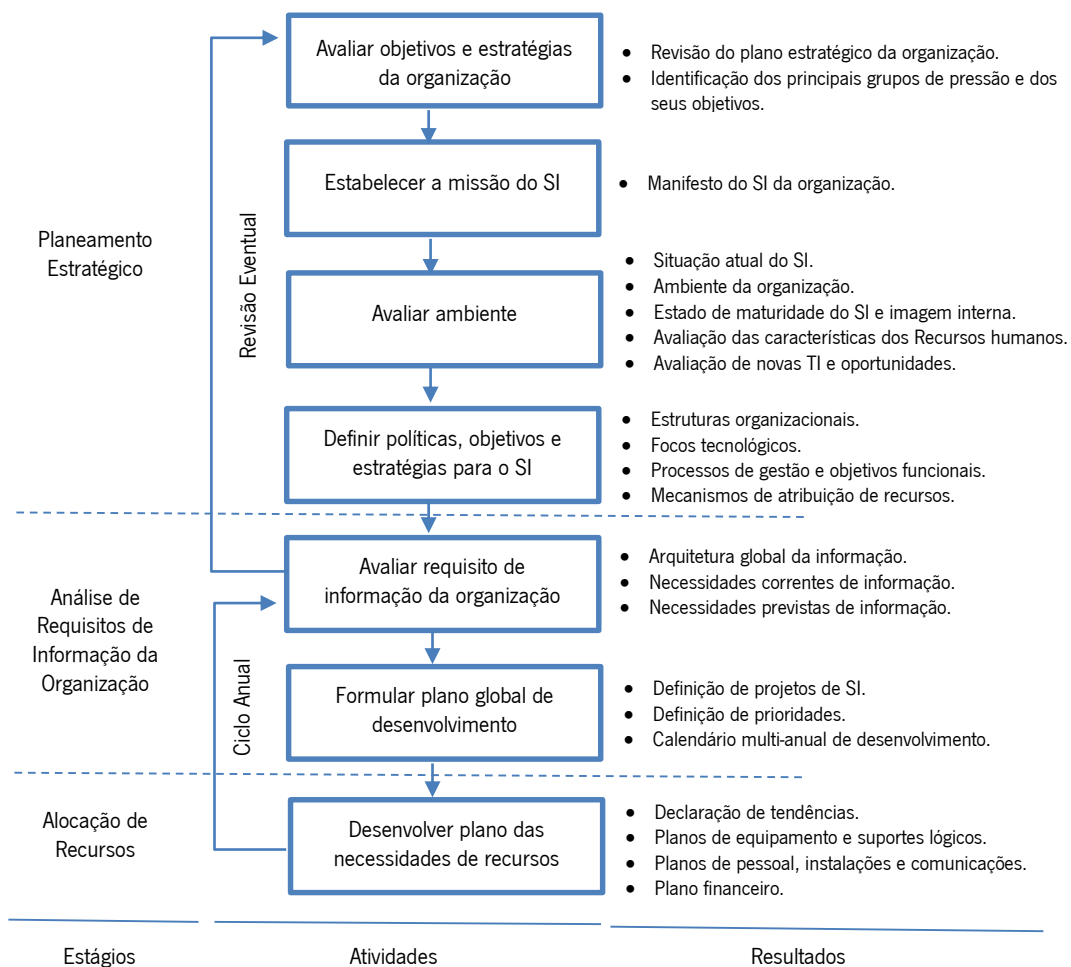 Avaliar objetivos e estratégias
da organização
Revisão do plano estratégico da organização.
Identificação dos principais grupos de pressão e dos
seus objetivos.
Estabelecer a missão do SI
Manifesto do SI da organização.
Planeamento
Estratégico
Revisão Eventual
Avaliar ambiente
Situação atual do SI.
Ambiente da organização.
Estado de maturidade do SI e imagem interna.
Avaliação das características dos Recursos humanos.
Avaliação de novas TI e oportunidades.
Definir políticas, objetivos e
estratégias para o SI
Estruturas organizacionais.
Focos tecnológicos.
Processos de gestão e objetivos funcionais.
Mecanismos de atribuição de recursos.
Análise de
Requisitos de
Informação da
Organização
Avaliar requisito de
informação da organização
Arquitetura global da informação.
Necessidades correntes de informação.
Necessidades previstas de informação.
Ciclo Anual
Formular plano global de
desenvolvimento
Definição de projetos de SI.
Definição de prioridades.
Calendário multi-anual de desenvolvimento.
Alocação de
Recursos
Desenvolver plano das
necessidades de recursos
Declaração de tendências.
Planos de equipamento e suportes lógicos.
Planos de pessoal, instalações e comunicações.
Plano financeiro.
Estágios
Atividades
Resultados